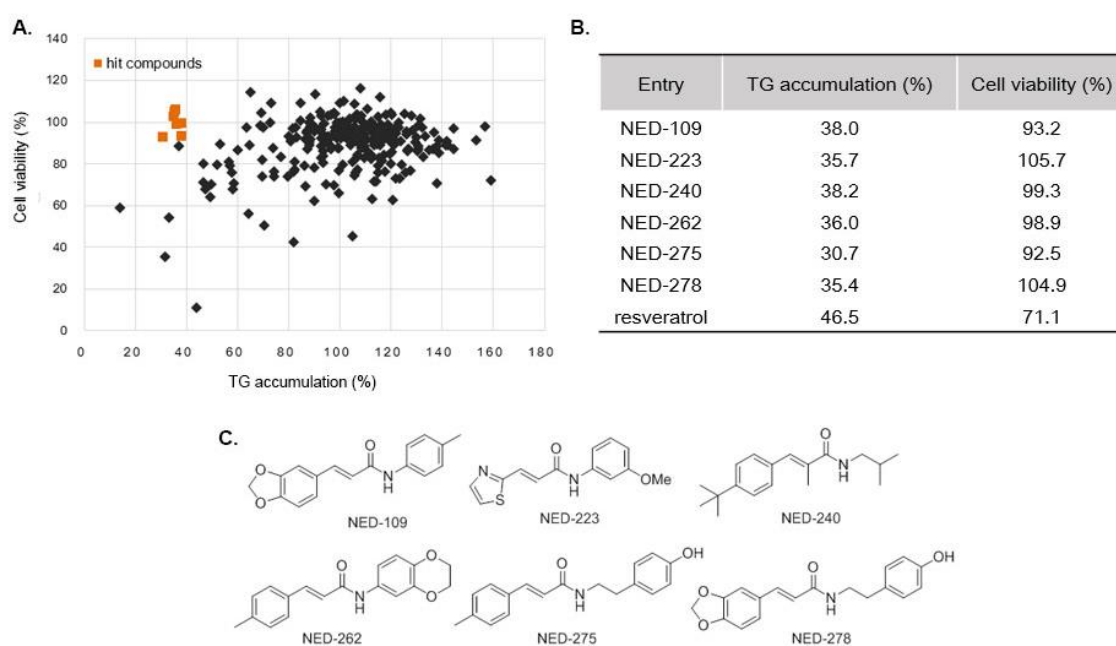 A.
140
120
100
80
60
40
20
0
Cell viability (%)
hit compounds
0 20 40 60 80 100 120 140 160 180
TG accumulation (%)
B.
Entry TG accumulation (%) Cell viability (%)
NED-109 38.0 93.2
NED-223 35.7 105.7
NED-240 38.2 99.3
NED-262 36.0 98.9
NED-275 30.7 92.5
NED-278 35.4 104.9
resveratrol 46.5 71.1
C.
O
O
O
N
H
NED-109
N
S
O
N
H
OMe
NED-223
O
N
H
NED-240
O
N
H
O
O
NED-262
O
N
H
OH
NED-275
O
O
O
N
H
OH
NED-278